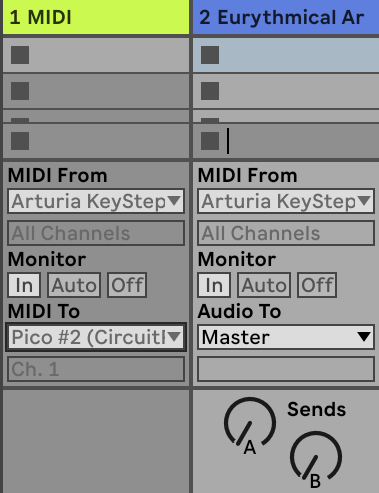 1 MIDI
2 Eurythmical Ar
MIDI From
MIDI From
Arturia KeyStep
Arturia KeyStep
All Channels
All Channels
Monitor
Monitor
In Auto Off
In Auto Off
MIDI To
Audio To
Pico #2 (CircuitI
Master
Ch. 1
Sends
A
B